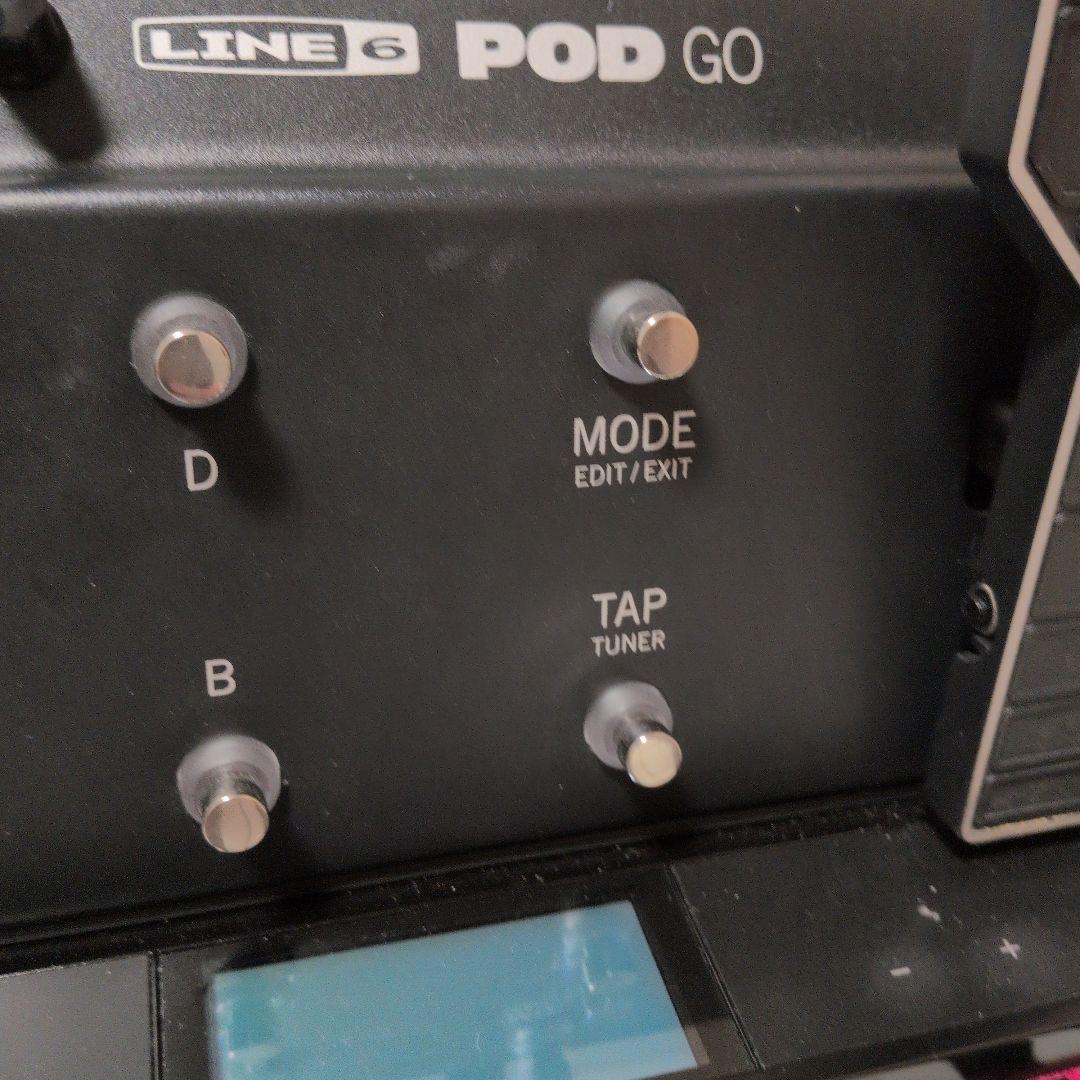 LINE 6 POD GO
D
MODE
EDIT/EXIT
TAP
TUNER
B
- +